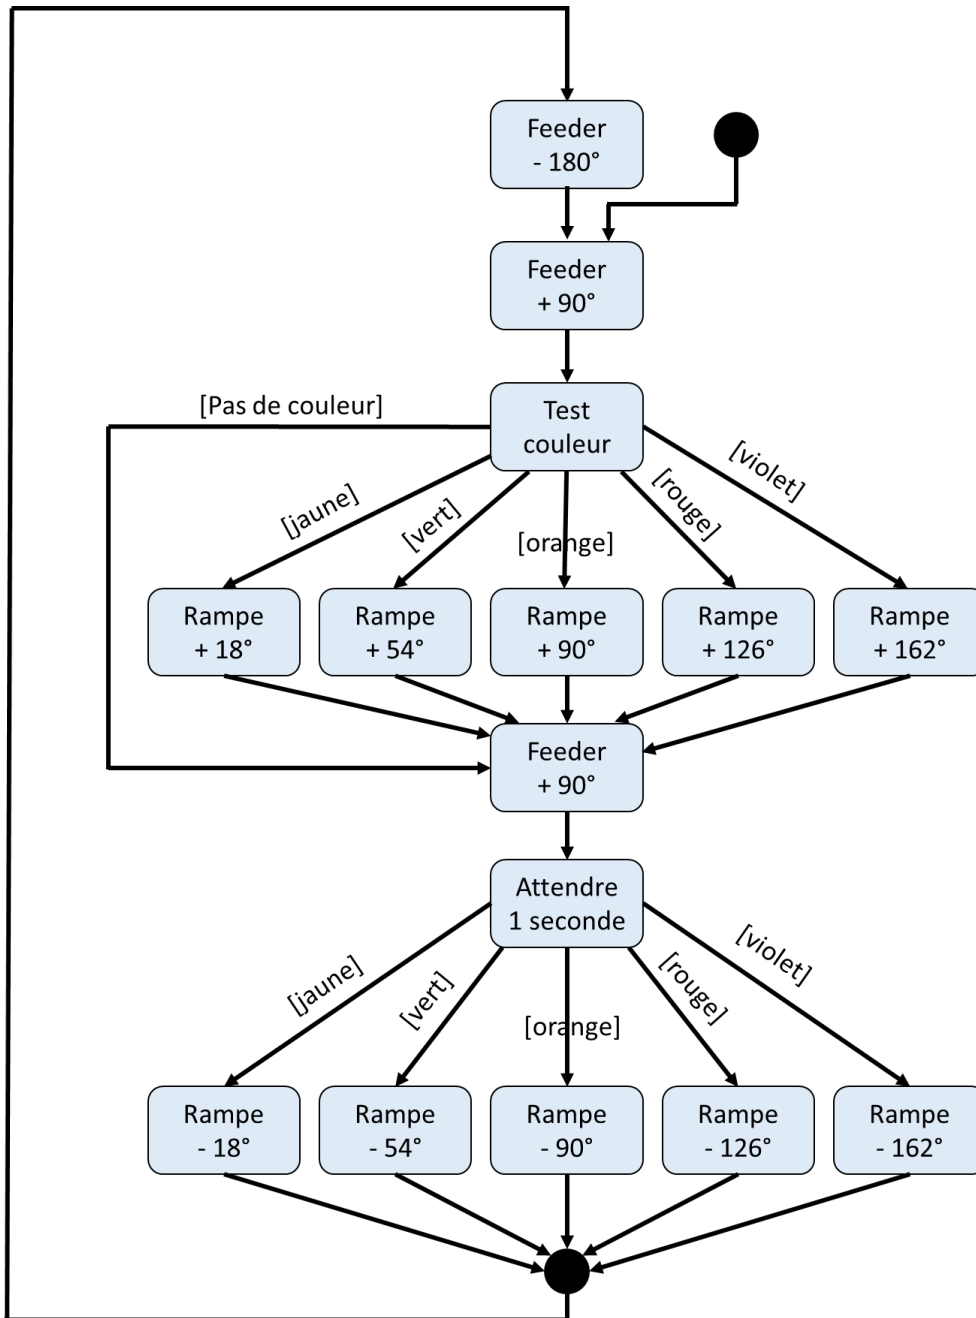 Feeder
- 180°
Feeder
+ 90°
Test
couleur
[Pas de couleur]
[jaune]
[vert]
[orange]
[rouge]
[violet]
Rampe
+ 18°
Rampe
+ 54°
Rampe
+ 90°
Rampe
+ 126°
Rampe
+ 162°
Feeder
+ 90°
Attendre
1 seconde
[jaune]
[vert]
[orange]
[rouge]
[violet]
Rampe
- 18°
Rampe
- 54°
Rampe
- 90°
Rampe
- 126°
Rampe
- 162°